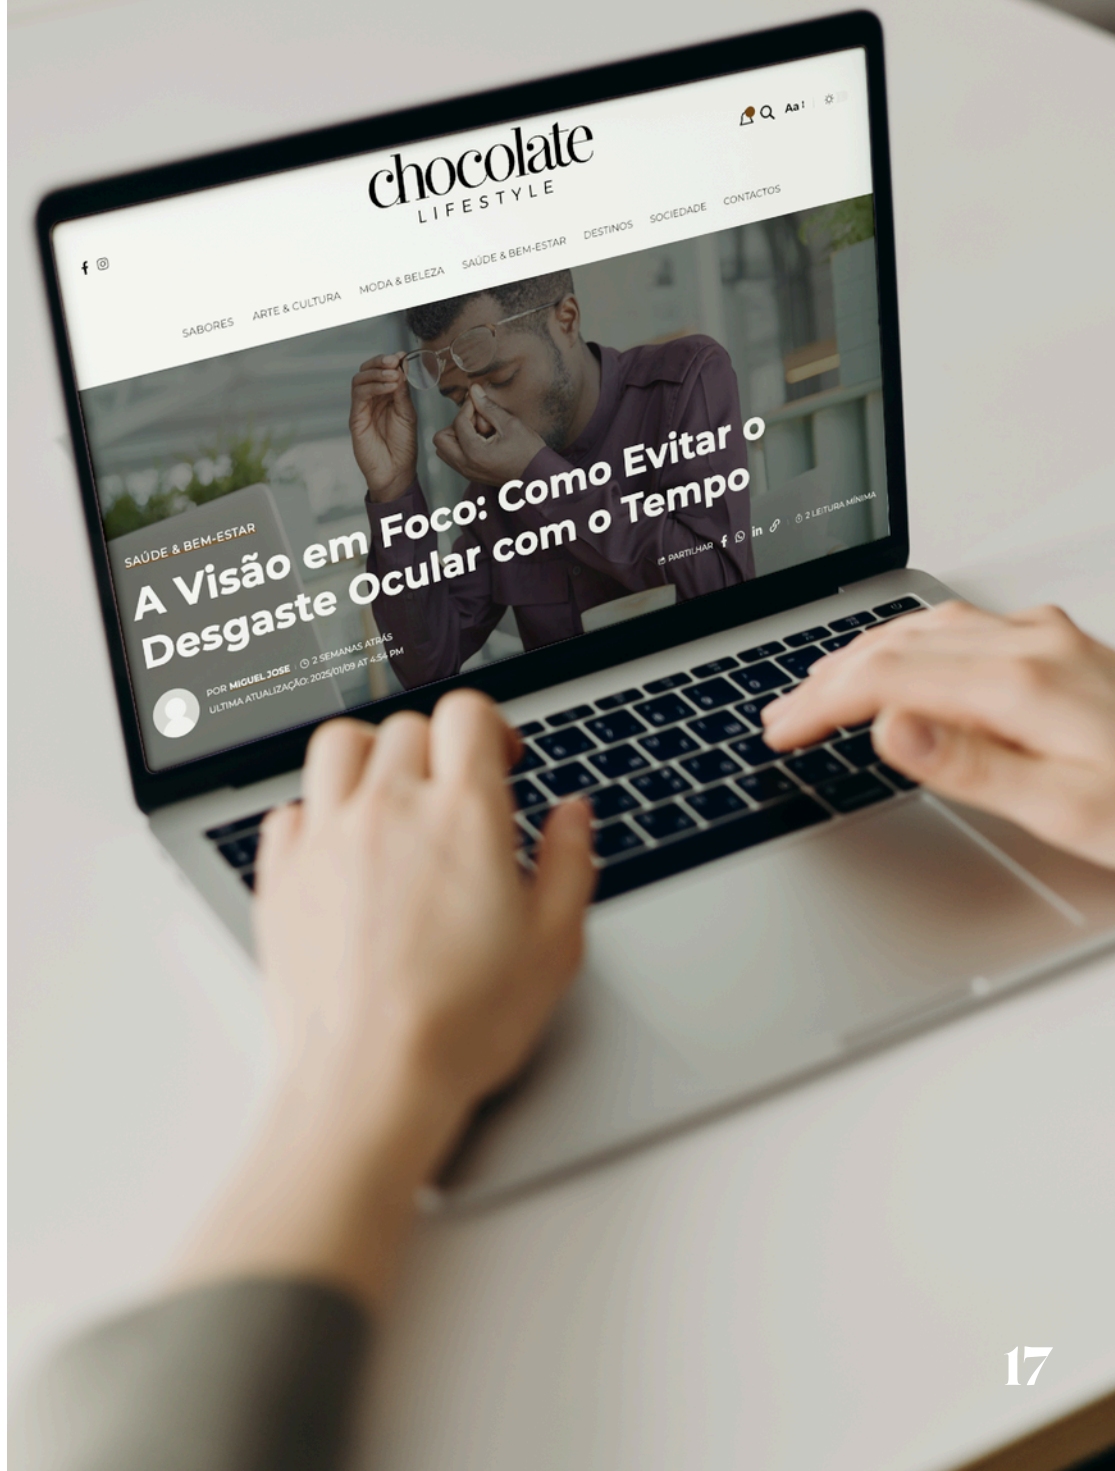 chocolate
LIFESTYLE
Aa
SABORES ARTE & CULTURA MODA & BELEZA SAÚDE & BEM-ESTAR DESTINOS SOCIEDADE CONTACTOS
SAÚDE & BEM-ESTAR
A Visão em Foco: Como Evitar o
Desgaste Ocular com o Tempo
POR MIGUEL JOSE 2 SEMANAS ATRÁS
ULTIMA ATUALIZAÇÃO: 2025/01/09 AT 4:54 PM
PARTILHAR 2 LEITURA MÍNIMA
17